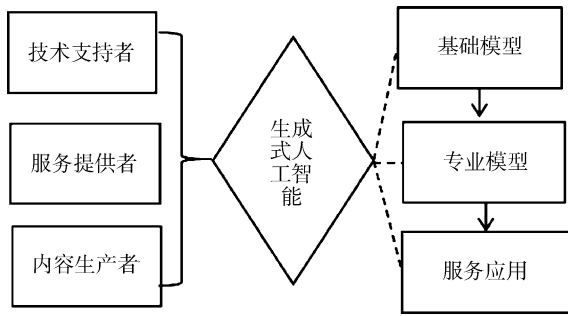 技术支持者
服务提供者
内容生产者
生成
式人
工智
能
基础模型
专业模型
服务应用